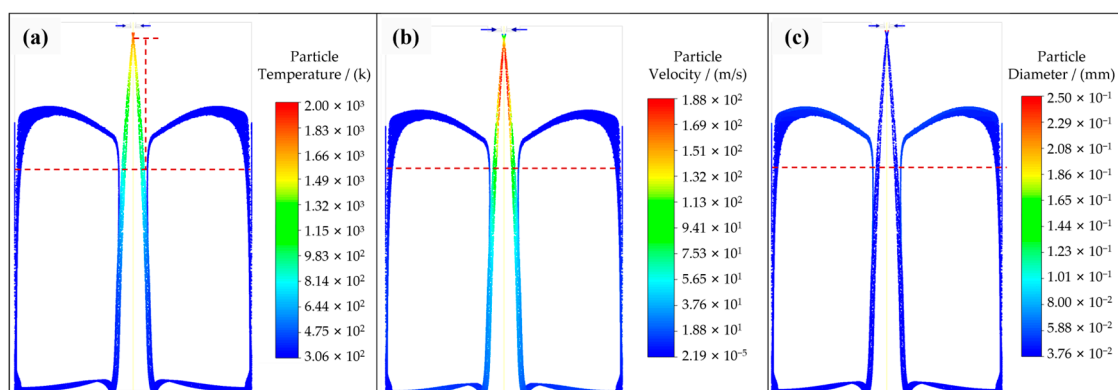 (a)
Particle
Temperature / (k)
2.00 × 10³
1.83 × 10³
1.66 × 10³
1.49 × 10³
1.32 × 10³
1.15 × 10³
9.83 × 10²
8.14 × 10²
6.44 × 10²
4.75 × 10²
3.06 × 10²
(b)
Particle
Velocity / (m/s)
1.88 × 10²
1.69 × 10²
1.51 × 10²
1.32 × 10²
1.13 × 10²
9.41 × 10¹
7.53 × 10¹
5.65 × 10¹
3.76 × 10¹
1.88 × 10¹
2.19 × 10⁻⁵
(c)
Particle
Diameter / (mm)
2.50 × 10⁻¹
2.29 × 10⁻¹
2.08 × 10⁻¹
1.86 × 10⁻¹
1.65 × 10⁻¹
1.44 × 10⁻¹
1.23 × 10⁻¹
1.01 × 10⁻¹
8.00 × 10⁻²
5.88 × 10⁻²
3.76 × 10⁻²